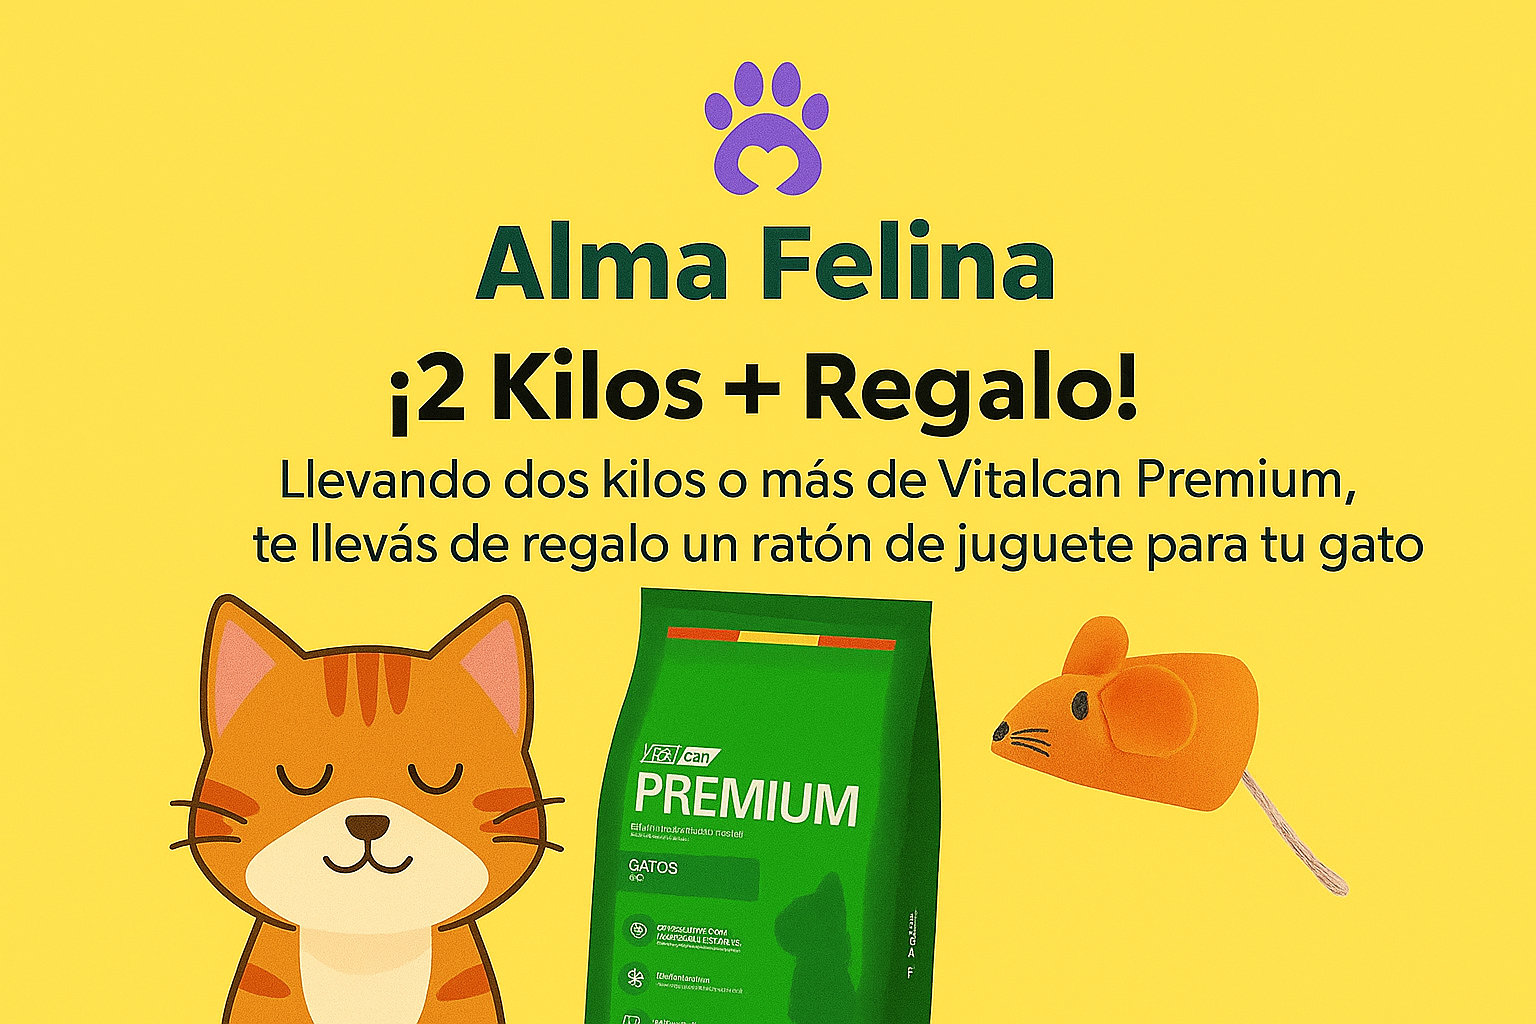 Alma Felina
¡2 Kilos + Regalo!
Llevando dos kilos o más de Vitalcan Premium,
te llevás de regalo un ratón de juguete para tu gato
can
PREMIUM
GATOS